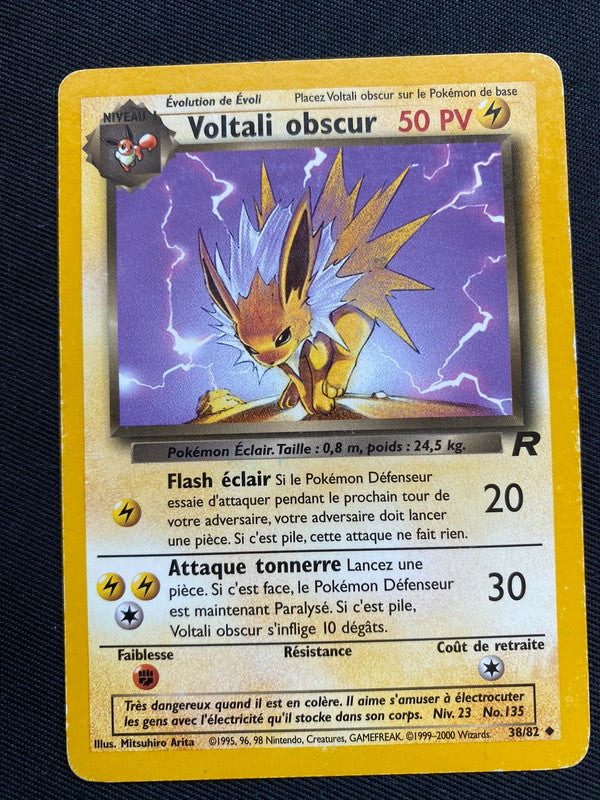 Évolution de Évoli
Placez Voltali obscur sur le Pokémon de base
NIVEAU 1
Voltali obscur 50 PV
Pokémon Éclair. Taille : 0,8 m, poids : 24,5 kg.
R
Flash éclair Si le Pokémon Défenseur
essaie d'attaquer pendant le prochain tour de
votre adversaire, votre adversaire doit lancer
une pièce. Si c'est pile, cette attaque ne fait rien.
20
Attaque tonnerre Lancez une
pièce. Si c'est face, le Pokémon Défenseur
est maintenant Paralysé. Si c'est pile,
Voltali obscur s'inflige 10 dégâts.
30
Faiblesse
Résistance
Coût de retraite
Très dangereux quand il est en colère. Il aime s'amuser à électrocuter
les gens avec l'électricité qu'il stocke dans son corps. Niv. 23 No. 135
Illus. Mitsuhiro Arita ©1995, 96, 98 Nintendo, Creatures, GAMEFREAK. ©1999-2000 Wizards. 38/82